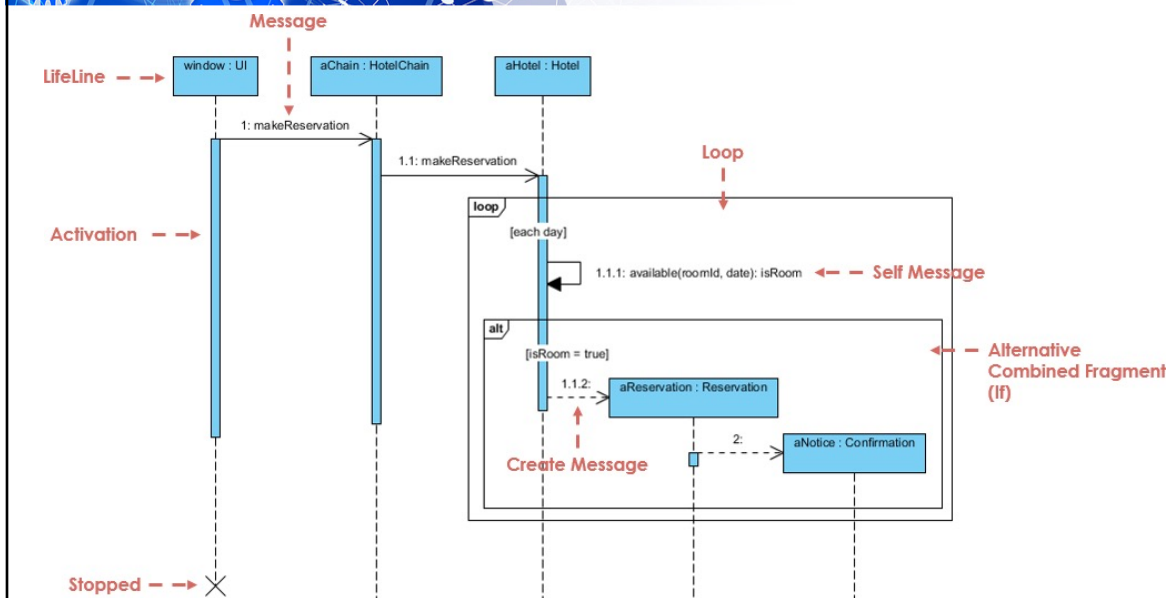 Message
window : UI
aChain : HotelChain
aHotel : Hotel
LifeLine
1: makeReservation
1.1: makeReservation
Loop
loop
[each day]
Activation
1.1.1: available(roomId, date): isRoom
Self Message
alt
[isRoom = true]
Alternative
Combined Fragment
(If)
1.1.2:
aReservation : Reservation
2:
aNotice : Confirmation
Create Message
Stopped